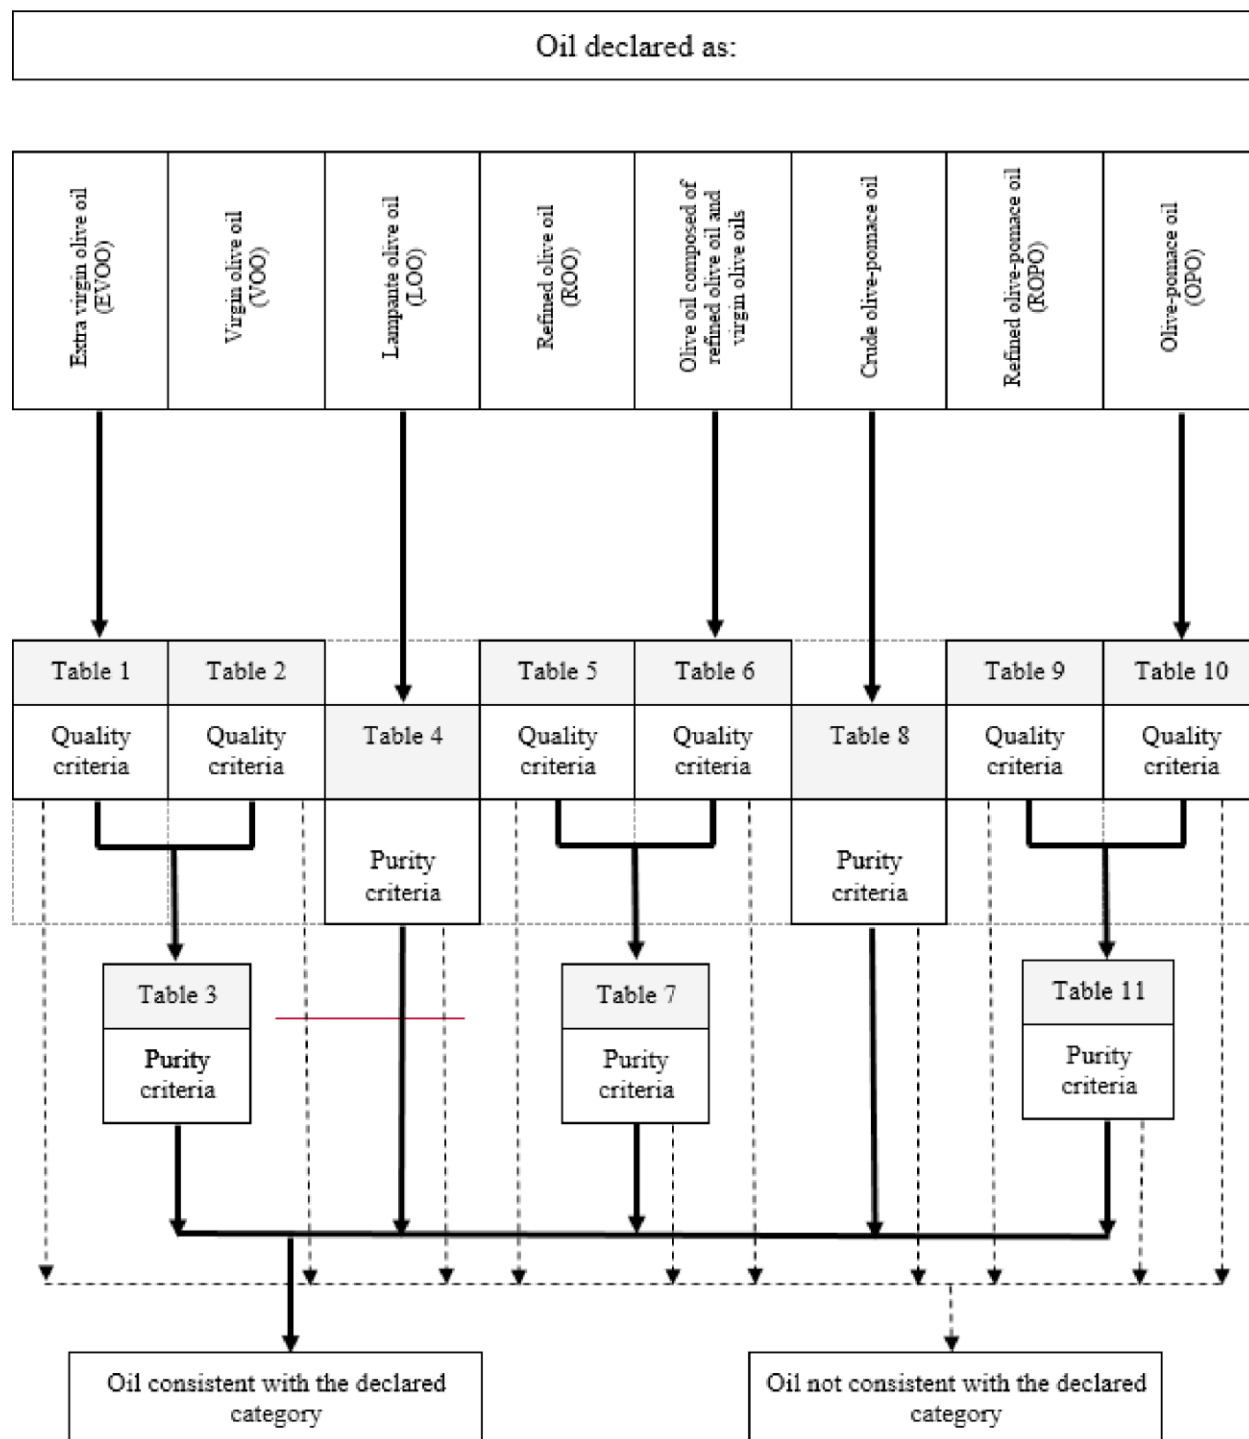 Oil declared as:
Extra virgin olive oil
(EVOO)
Virgin olive oil
(VOO)
Lampante olive oil
(LOO)
Refined olive oil
(ROO)
Olive oil composed of
refined olive oil and
virgin olive oils
Crude olive-pomace oil
Refined olive-pomace oil
(ROPO)
Olive-pomace oil
(OPO)
Table 1
Quality
criteria
Table 2
Quality
criteria
Table 4
Purity
criteria
Table 5
Quality
criteria
Table 6
Quality
criteria
Table 8
Purity
criteria
Table 9
Quality
criteria
Table 10
Quality
criteria
Table 3
Purity
criteria
Table 7
Purity
criteria
Table 11
Purity
criteria
Oil consistent with the declared
category
Oil not consistent with the declared
category